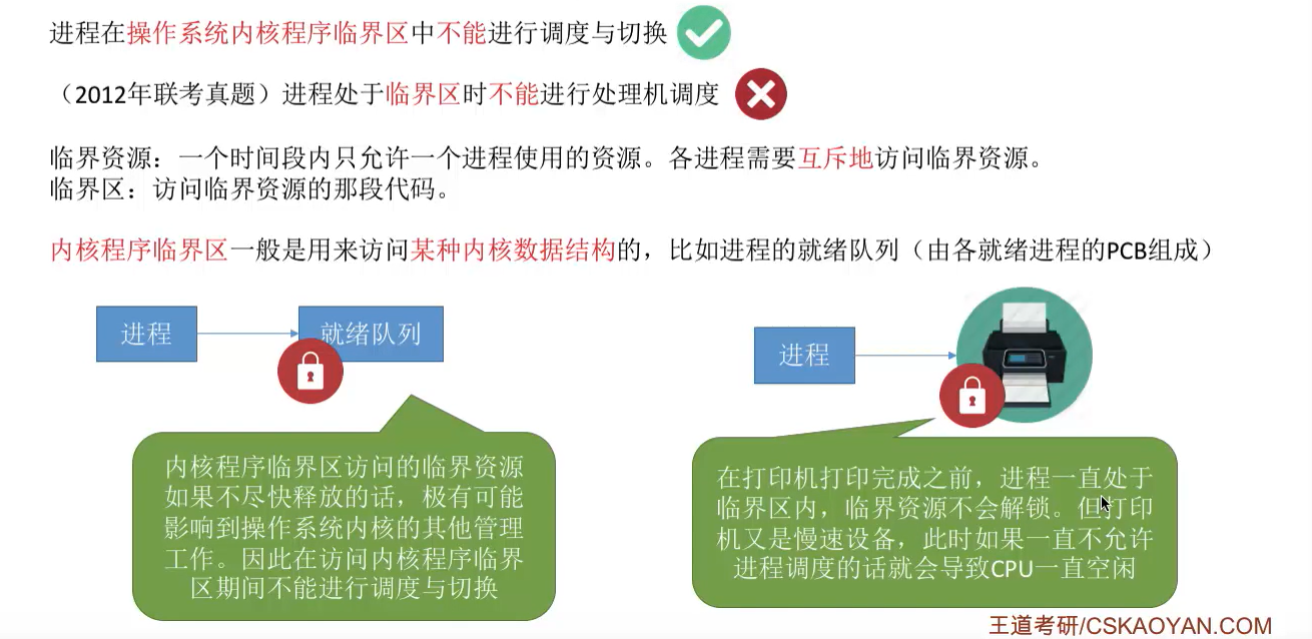 进程在操作系统内核程序临界区中不能进行调度与切换
（2012年联考真题）进程处于临界区时不能进行处理机调度
临界资源：一个时间段内只允许一个进程使用的资源。各进程需要互斥地访问临界资源。
临界区：访问临界资源的那段代码。
内核程序临界区一般是用来访问某种内核数据结构的，比如进程的就绪队列（由各就绪进程的PCB组成）
进程
就绪队列
内核程序临界区访问的临界资源
如果不尽快释放的话，极有可能
影响到操作系统内核的其他管理
工作。因此在访问内核程序临界
区期间不能进行调度与切换
进程
在打印机打印完成之前，进程一直处于
临界区内，临界资源不会解锁。但打印
机又是慢速设备，此时如果一直不允许
进程调度的话就会导致CPU一直空闲
王道考研/CSKAOYAN.COM